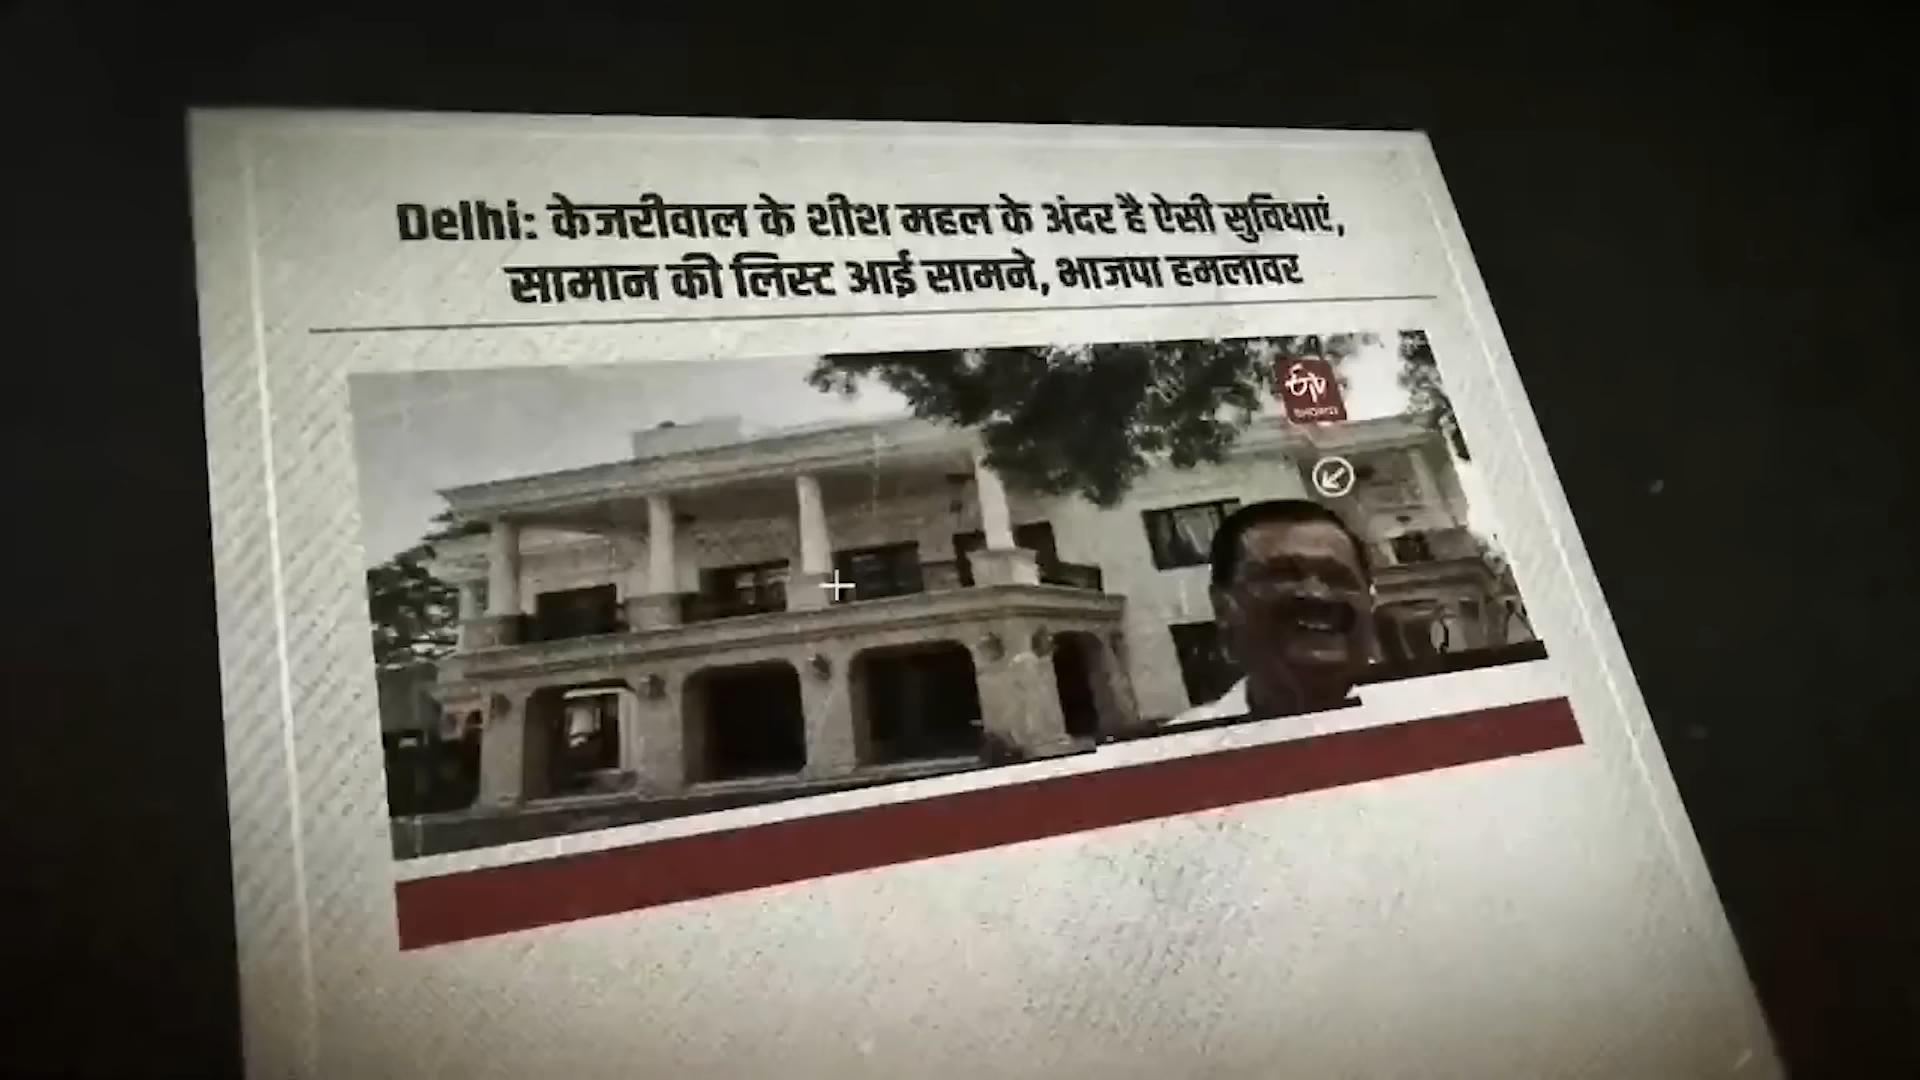 Delhi: केजरीवाल के शीश महल के अंदर है ऐसी सुविधाएं,
सामान की लिस्ट आई सामने, भाजपा हमलावर